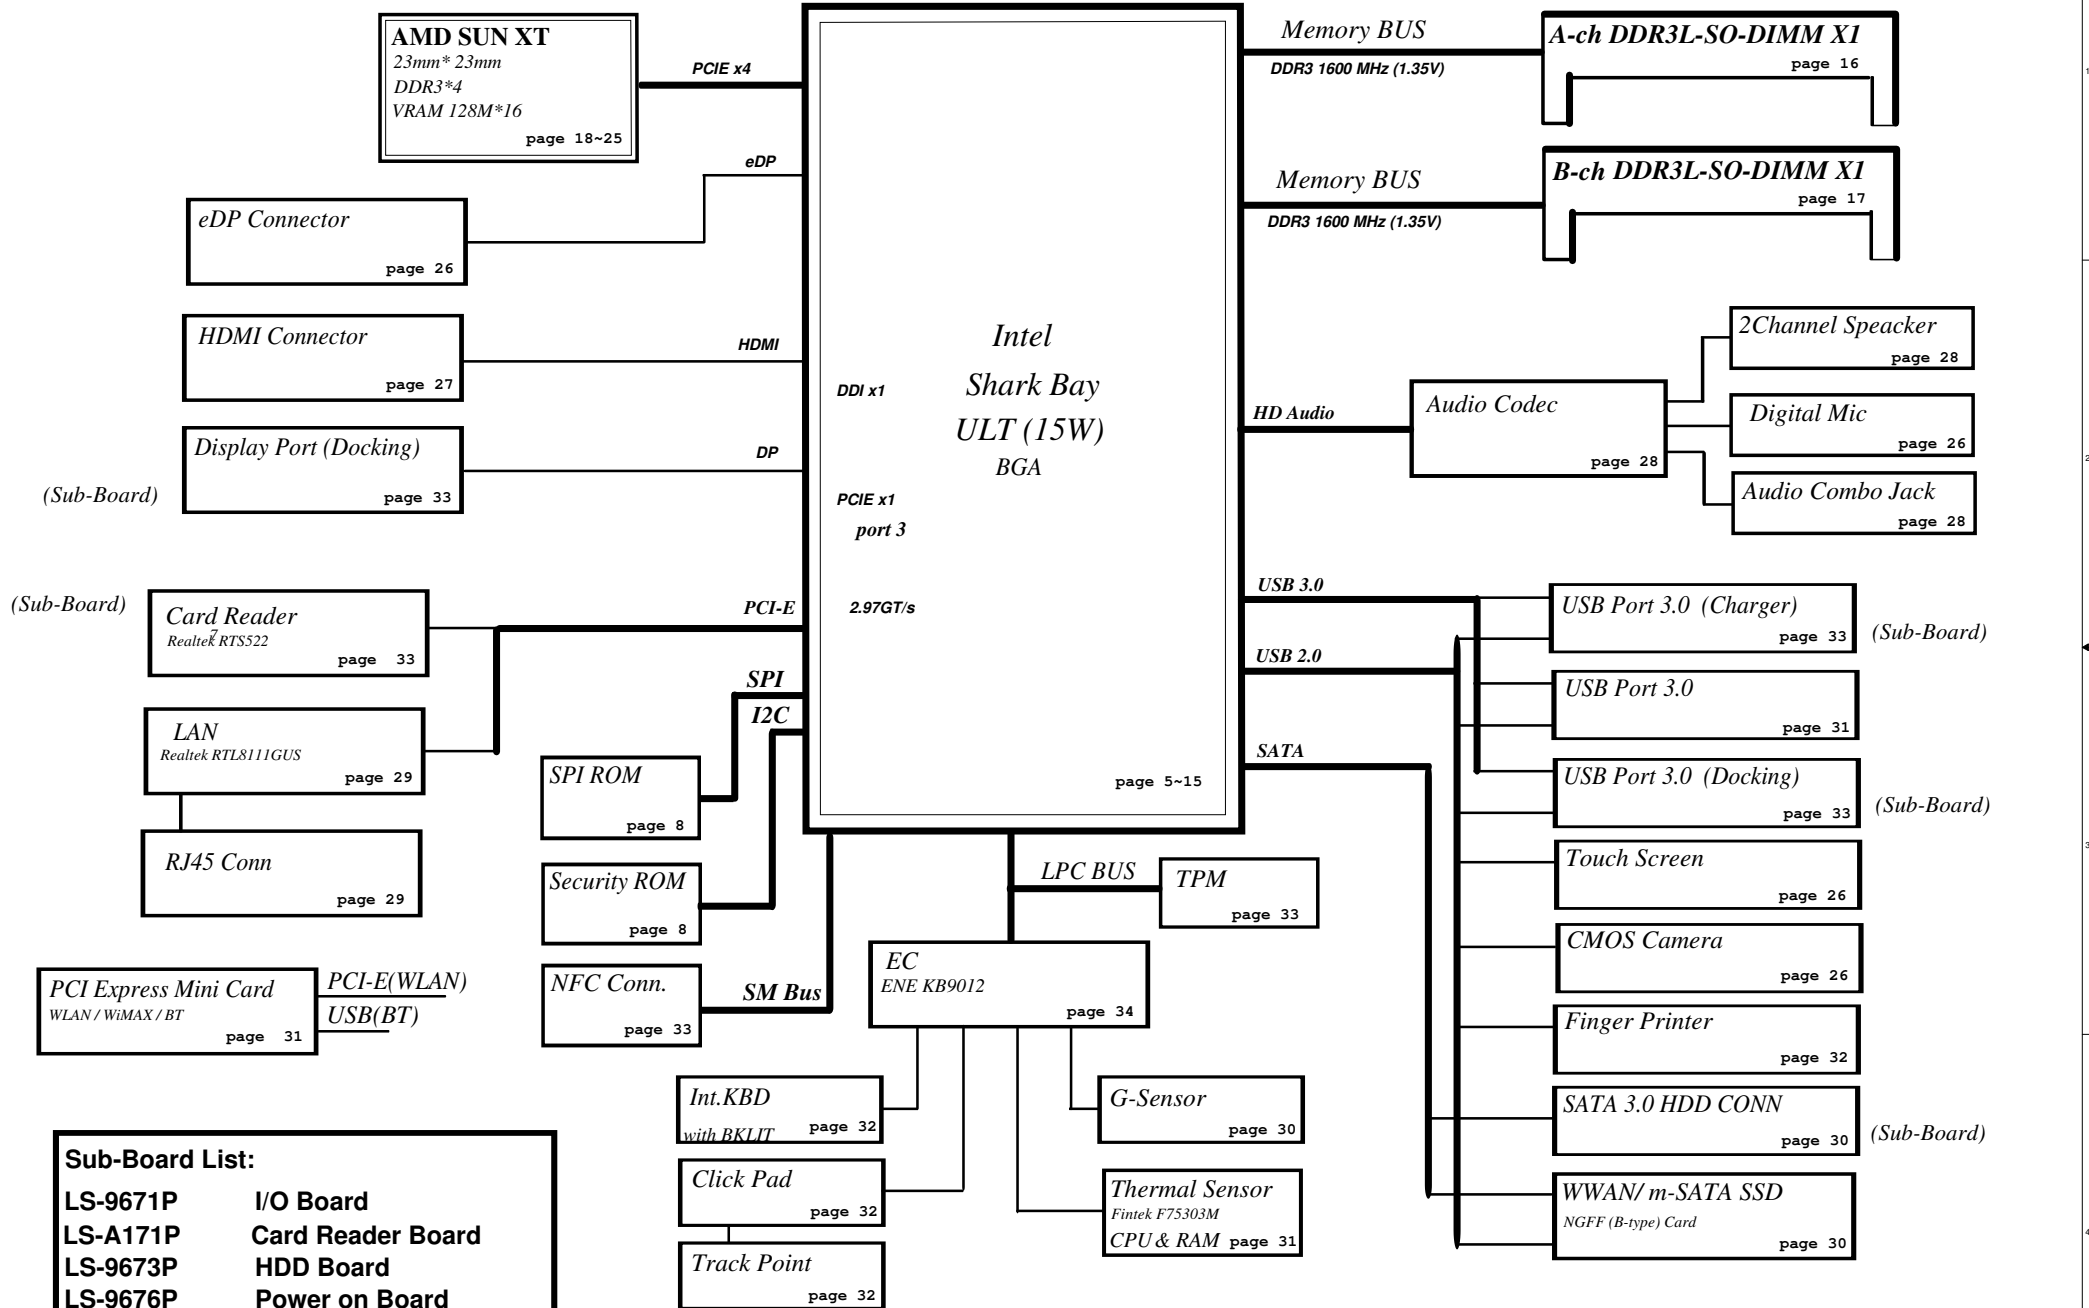 AMD SUN XT
23mm* 23mm
DDR3*4
VRAM 128M*16
page 18~25
PCIE x4
eDP
eDP Connector
page 26
HDMI Connector
page 27
HDMI
Display Port (Docking)
page 33
DP
(Sub-Board)
(Sub-Board)
Card Reader
Realtek RTS522
7
page 33
PCI-E
LAN
Realtek RTL8111GUS
page 29
RJ45 Conn
page 29
PCI Express Mini Card
WLAN / WiMAX / BT
page 31
PCI-E(WLAN)
USB(BT)
SPI
I2C
SPI ROM
page 8
Security ROM
page 8
NFC Conn.
page 33
SM Bus
Intel
Shark Bay
ULT (15W)
BGA
DDI x1
PCIE x1
port 3
2.97GT/s
page 5~15
Memory BUS
DDR3 1600 MHz (1.35V)
A-ch DDR3L-SO-DIMM X1
page 16
Memory BUS
DDR3 1600 MHz (1.35V)
B-ch DDR3L-SO-DIMM X1
page 17
HD Audio
Audio Codec
page 28
2Channel Speacker
page 28
Digital Mic
page 26
Audio Combo Jack
page 28
USB 3.0
USB 2.0
SATA
USB Port 3.0 (Charger)
page 33
(Sub-Board)
USB Port 3.0
page 31
USB Port 3.0 (Docking)
page 33
(Sub-Board)
Touch Screen
page 26
CMOS Camera
page 26
Finger Printer
page 32
SATA 3.0 HDD CONN
page 30
(Sub-Board)
WWAN/ m-SATA SSD
NGFF (B-type) Card
page 30
LPC BUS
TPM
page 33
EC
ENE KB9012
page 34
Int.KBD
with BKLIT
page 32
Click Pad
page 32
Track Point
page 32
G-Sensor
page 30
Thermal Sensor
Fintek F75303M
CPU & RAM page 31
Sub-Board List:
LS-9671P I/O Board
LS-A171P Card Reader Board
LS-9673P HDD Board
LS-9676P Power on Board
1
2
3
4